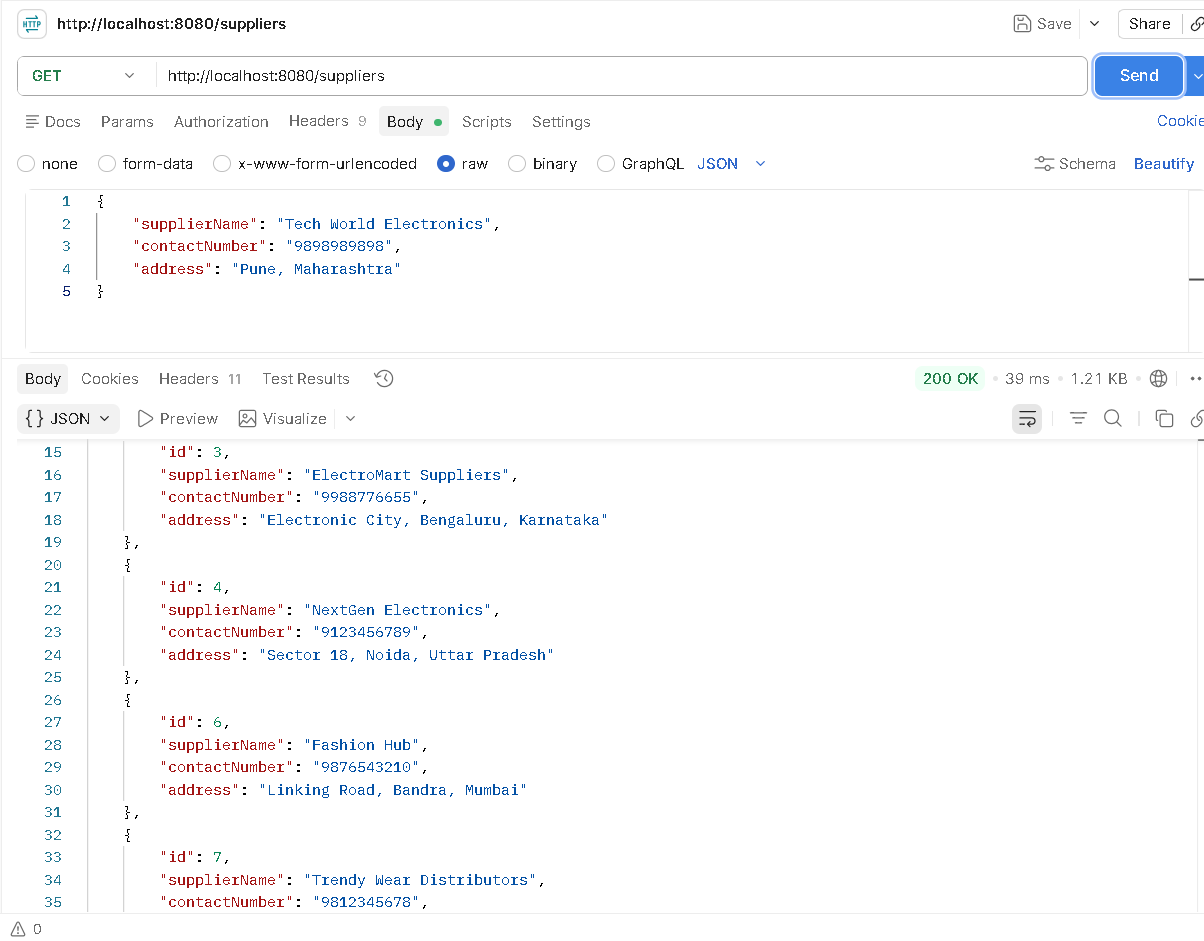 HTTP http://localhost:8080/suppliers Save Share
GET http://localhost:8080/suppliers Send
Docs Params Authorization Headers 9 Body Scripts Settings Cookie
none form-data x-www-form-urlencoded raw binary GraphQL JSON Schema Beautify
1 {
2 "supplierName": "Tech World Electronics",
3 "contactNumber": "9898989898",
4 "address": "Pune, Maharashtra"
5 }
Body Cookies Headers 11 Test Results 200 OK • 39 ms • 1.21 KB •
{} JSON Preview Visualize
15 "id": 3,
16 "supplierName": "ElectroMart Suppliers",
17 "contactNumber": "9988776655",
18 "address": "Electronic City, Bengaluru, Karnataka"
19 },
20 {
21 "id": 4,
22 "supplierName": "NextGen Electronics",
23 "contactNumber": "9123456789",
24 "address": "Sector 18, Noida, Uttar Pradesh"
25 },
26 {
27 "id": 6,
28 "supplierName": "Fashion Hub",
29 "contactNumber": "9876543210",
30 "address": "Linking Road, Bandra, Mumbai"
31 },
32 {
33 "id": 7,
34 "supplierName": "Trendy Wear Distributors",
35 "contactNumber": "9812345678",
0